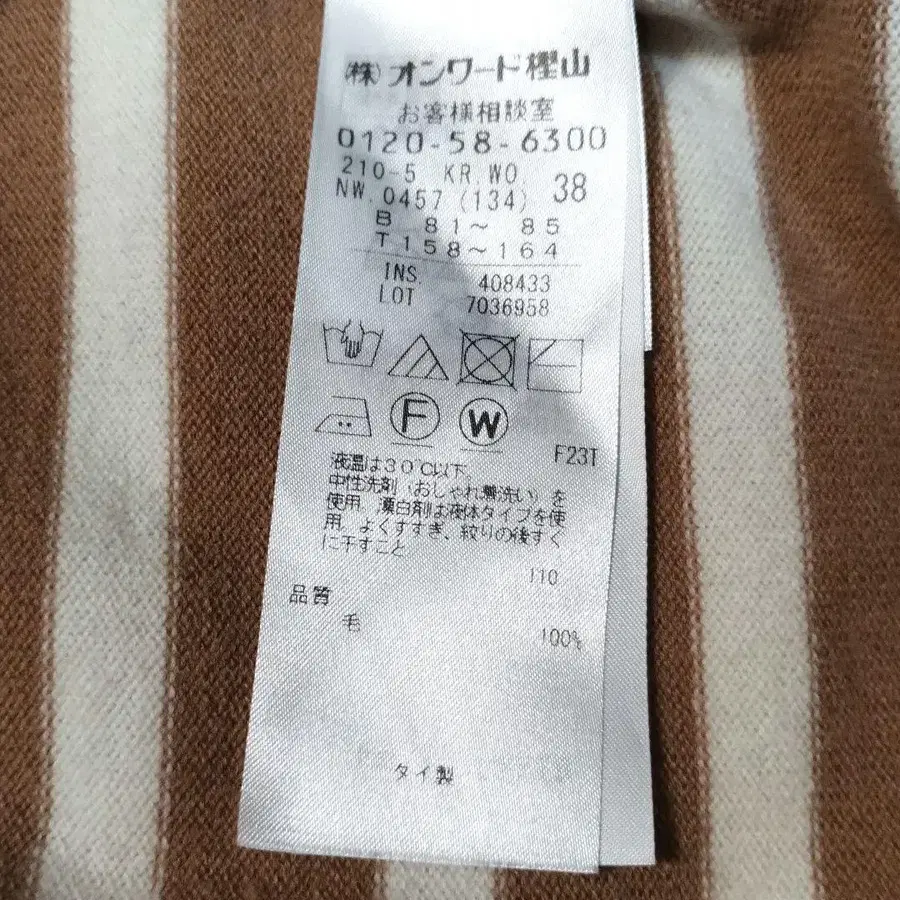 (株)オンワード樫山
お客様相談室
0120-58-6300
210-5 KR.WO
NW. 0457 (134) 38
B 81～ 85
T 158～164
INS. 408433
LOT 7036958
F W
F23T
液温は30℃以下
中性洗剤（おしゃれ着洗い）を
使用、漂白剤は液体タイプを使
用、よくすすぎ、絞りの後すぐ
に干すこと
110
品質
毛 100%
タイ製